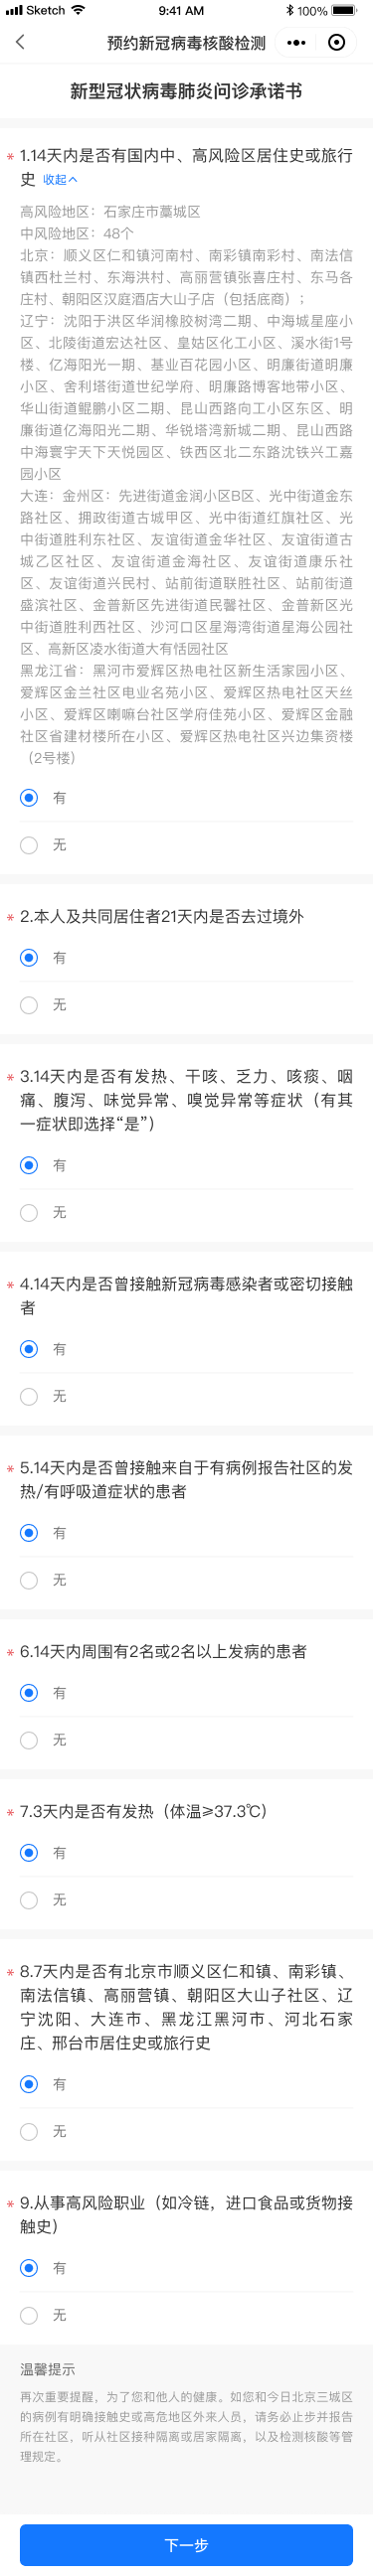 Sketch 9:41 AM 100%
预约新冠病毒核酸检测
新型冠状病毒肺炎问诊承诺书
* 1.14天内是否有国内中、高风险区居住史或旅行
史 收起
高风险地区：石家庄市藁城区
中风险地区：48个
北京：顺义区仁和镇河南村、南彩镇南彩村、南法信
镇西杜兰村、东海洪村、高丽营镇张喜庄村、东马各
庄村、朝阳区汉庭酒店大山子店（包括底商）；
辽宁：沈阳于洪区华润橡胶树湾二期、中海城星座小
区、北陵街道宏达社区、皇姑区化工小区、溪水街1号
楼、亿海阳光一期、基业百花园小区、明廉街道明廉
小区、舍利塔街道世纪学府、明廉路博客地带小区、
华山街道鲲鹏小区二期、昆山西路向工小区东区、明
廉街道亿海阳光二期、华锐塔湾新城二期、昆山西路
中海寰宇天下天悦园区、铁西区北二东路沈铁兴工嘉
园小区
大连：金州区：先进街道金润小区B区、光中街道金东
路社区、拥政街道古城甲区、光中街道红旗社区、光
中街道胜利东社区、友谊街道金华社区、友谊街道古
城乙区社区、友谊街道金海社区、友谊街道康乐社
区、友谊街道兴民村、站前街道联胜社区、站前街道
盛滨社区、金普新区先进街道民馨社区、金普新区光
中街道胜利西社区、沙河口区星海湾街道星海公园社
区、高新区凌水街道大有恬园社区
黑龙江省：黑河市爱辉区热电社区新生活家园小区、
爱辉区金兰社区电业名苑小区、爱辉区热电社区天丝
小区、爱辉区喇嘛台社区学府佳苑小区、爱辉区金融
社区省建材楼所在小区、爱辉区热电社区兴边集资楼
（2号楼）
有
无
* 2.本人及共同居住者21天内是否去过境外
有
无
* 3.14天内是否有发热、干咳、乏力、咳痰、咽
痛、腹泻、味觉异常、嗅觉异常等症状（有其
一症状即选择“是”）
有
无
* 4.14天内是否曾接触新冠病毒感染者或密切接触
者
有
无
* 5.14天内是否曾接触来自于有病例报告社区的发
热/有呼吸道症状的患者
有
无
* 6.14天内周围有2名或2名以上发病的患者
有
无
* 7.3天内是否有发热（体温≥37.3℃）
有
无
* 8.7天内是否有北京市顺义区仁和镇、南彩镇、
南法信镇、高丽营镇、朝阳区大山子社区、辽
宁沈阳、大连市、黑龙江黑河市、河北石家
庄、邢台市居住史或旅行史
有
无
* 9.从事高风险职业（如冷链，进口食品或货物接
触史）
有
无
温馨提示
再次重要提醒，为了您和他人的健康。如您和今日北京三城区
的病例有明确接触史或高危地区外来人员，请务必止步并报告
所在社区，听从社区接种隔离或居家隔离，以及检测核酸等管
理规定。
下一步